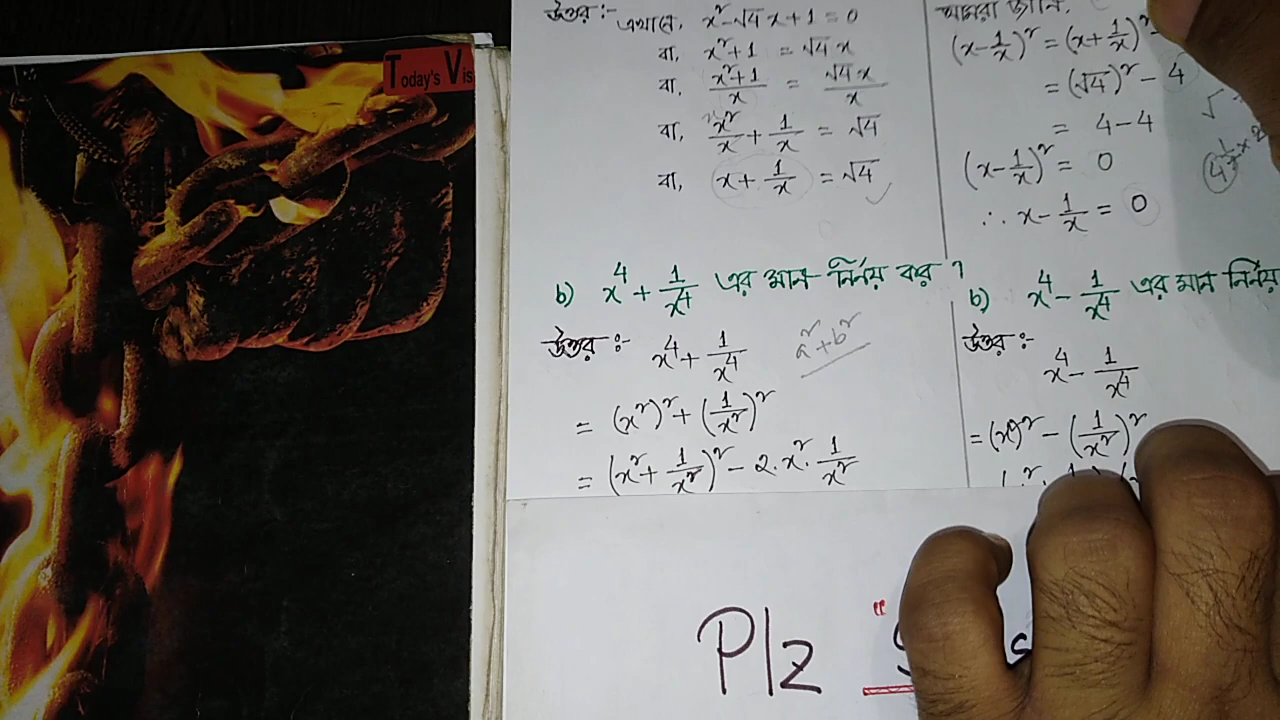 Today's Vis
উত্তর :- এখানে, x² - √4 x + 1 = 0
বা, x² + 1 = √4 x
বা, (x² + 1)/x = √4 x/x
বা, x²/x + 1/x = √4
বা, x + 1/x = √4
b) x⁴ + 1/x⁴ এর মান নির্নয় কর ?
উত্তর :- x⁴ + 1/x⁴
a² + b²
= (x²)² + (1/x²)²
= (x² + 1/x²)² - 2. x². 1/x²
আমরা জানি,
(x - 1/x)² = (x + 1/x)² -
= (√4)² - 4
= 4 - 4
(x - 1/x)² = 0
∴ x - 1/x = 0
b) x⁴ - 1/x⁴ এর মান নির্নয়
উত্তর :-
x⁴ - 1/x⁴
= (x²)² - (1/x²)²
Plz "